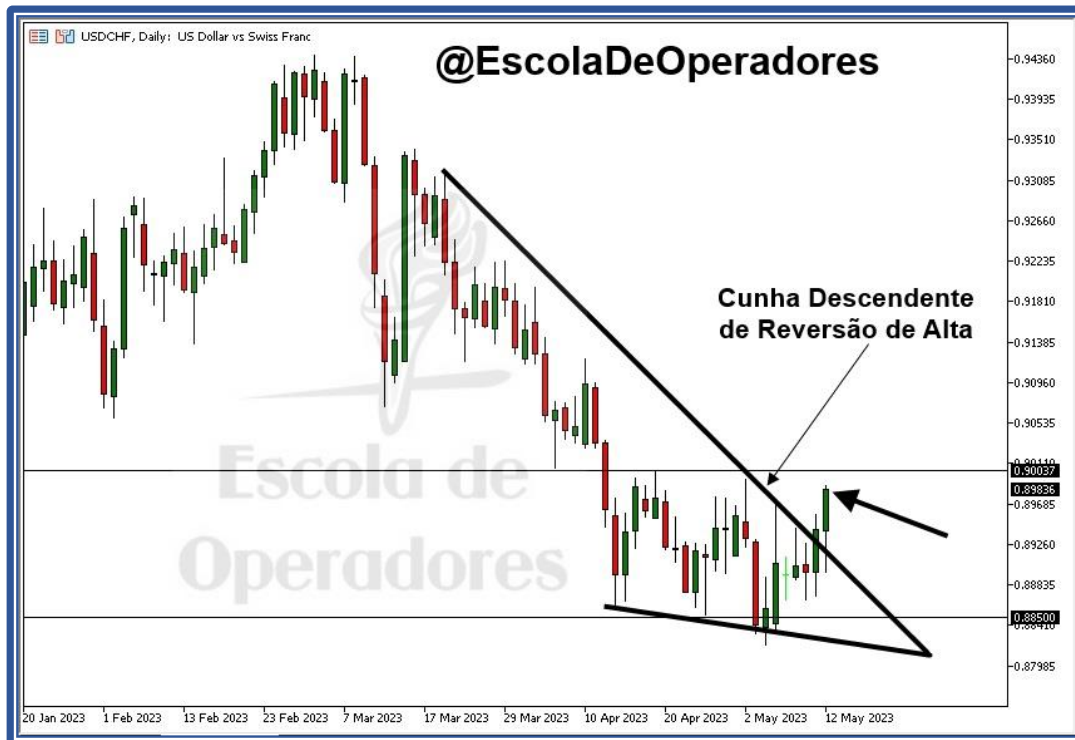 USDCHF, Daily: US Dollar vs Swiss Franc
@EscolaDeOperadores
0.94360
0.93935
0.93510
0.93085
0.92660
0.92235
0.91810
0.91385
0.90960
0.90535
0.90110
0.90037
0.89836
0.89685
0.89260
0.88835
0.88500
0.88410
0.87985
Cunha Descendente
de Reversão de Alta
Escola de
Operadores
20 Jan 2023 1 Feb 2023 13 Feb 2023 23 Feb 2023 7 Mar 2023 17 Mar 2023 29 Mar 2023 10 Apr 2023 20 Apr 2023 2 May 2023 12 May 2023